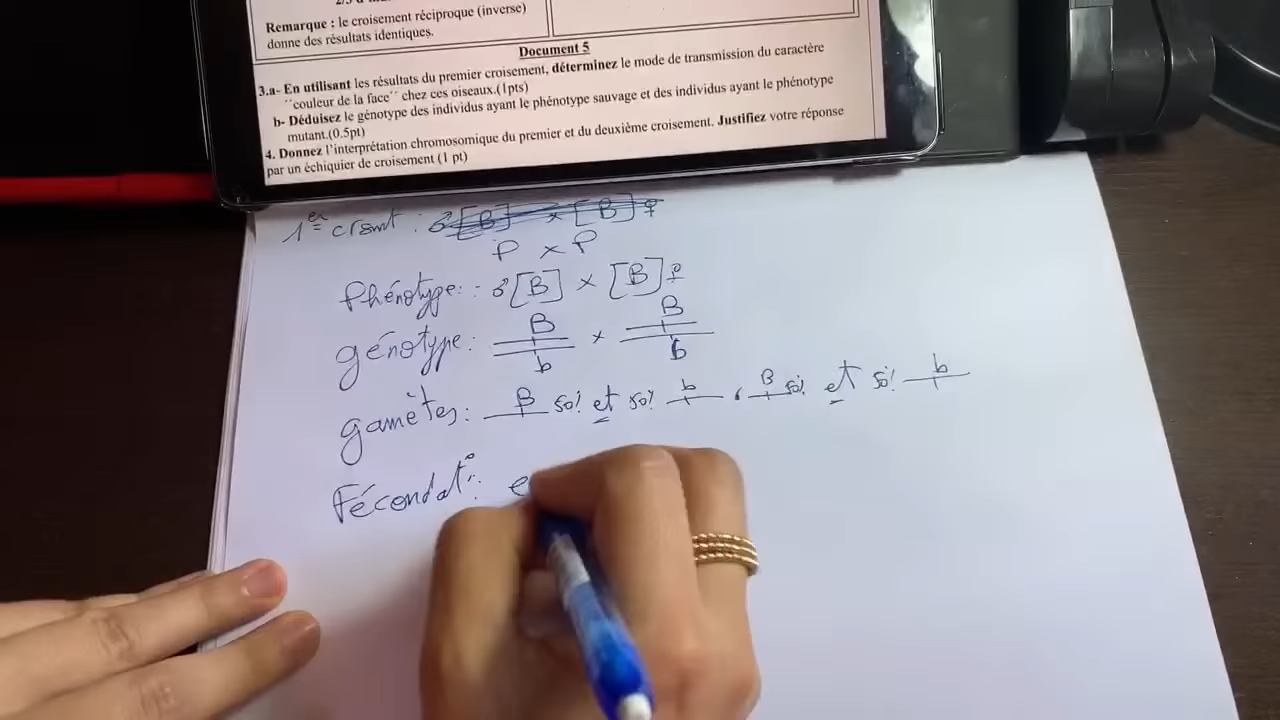 Remarque : le croisement réciproque (inverse)
donne des résultats identiques.
Document 5
3.a- En utilisant les résultats du premier croisement, déterminez le mode de transmission du caractère
´´couleur de la face´´ chez ces oiseaux.(1pts)
b- Déduisez le génotype des individus ayant le phénotype sauvage et des individus ayant le phénotype
mutant.(0.5pt)
4. Donnez l'interprétation chromosomique du premier et du deuxième croisement. Justifiez votre réponse
par un échiquier de croisement (1 pt)
1er crsmt : ♂[B] x [B]♀
P x P
Phénotype: : ♂[B] x [B]♀
génotype: B/b x B/b
gamètes: B 50% et 50% b , B 50% et 50% b
Fécondat°: e